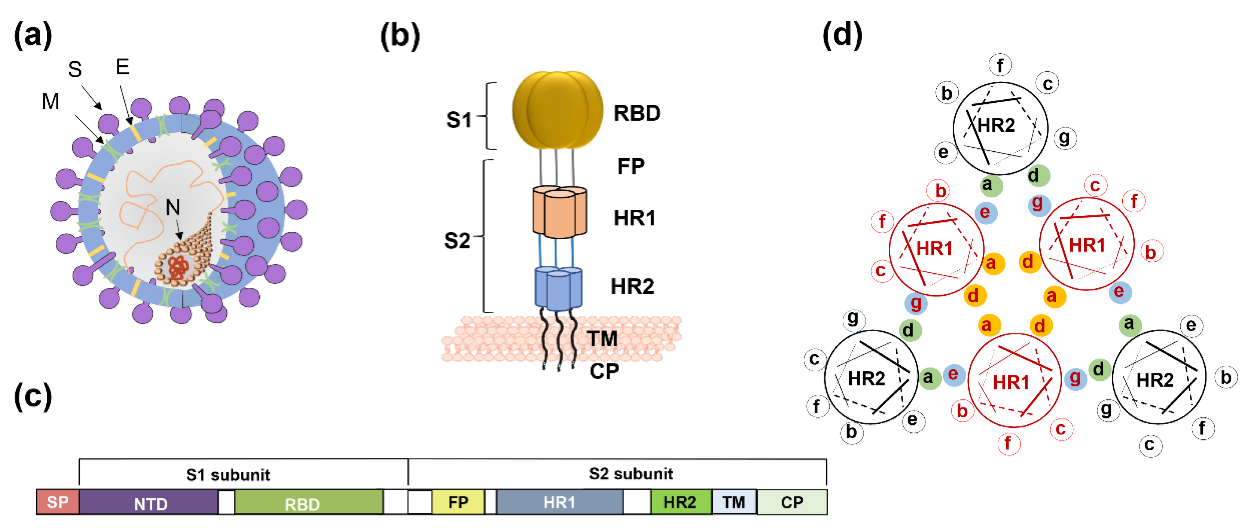 (a)
S
E
M
N
(b)
S1
RBD
FP
HR1
S2
HR2
TM
CP
(c)
S1 subunit
S2 subunit
SP
NTD
RBD
FP
HR1
HR2
TM
CP
(d)
f
b
c
HR2
e
g
a
d
b
e
g
c
f
f
HR1
HR1
b
c
a
d
g
d
a
e
g
d
a
d
a
e
c
HR2
a
e
HR1
g
d
HR2
b
f
b
e
b
f
c
g
c
f